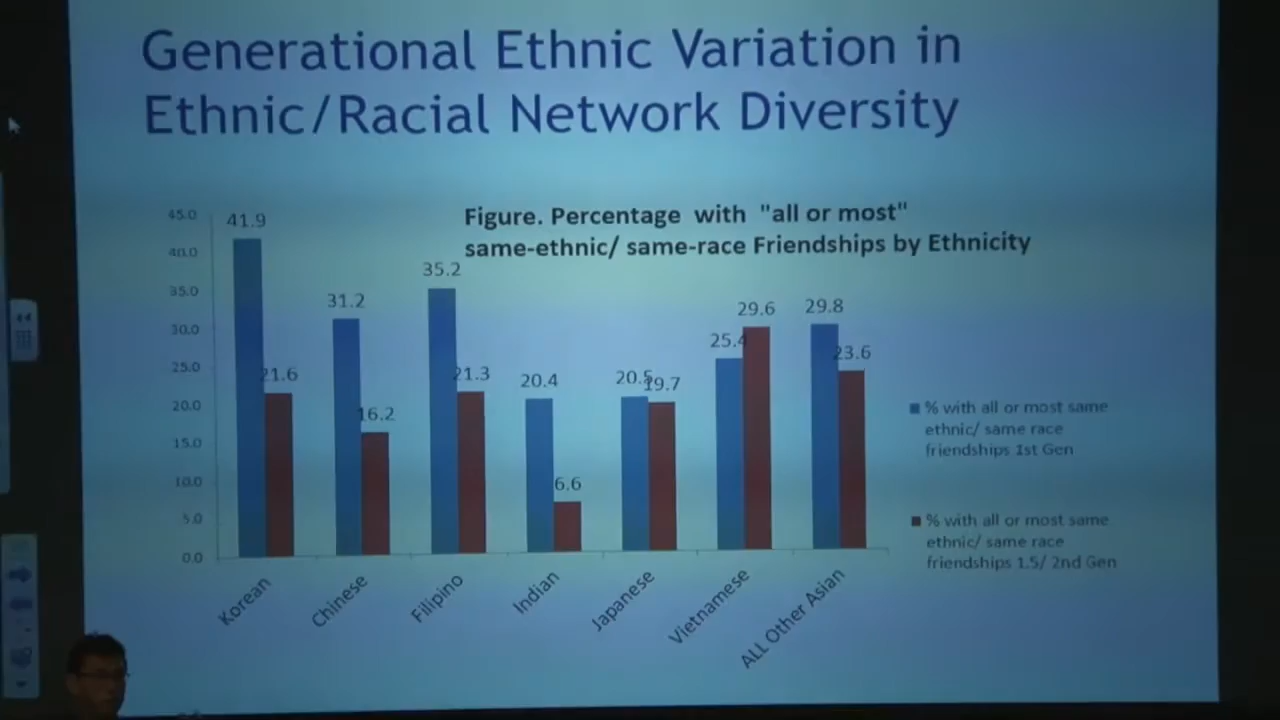 Generational Ethnic Variation in
Ethnic/Racial Network Diversity
Figure. Percentage with "all or most"
same-ethnic/ same-race Friendships by Ethnicity
45.0
40.0
35.0
30.0
25.0
20.0
15.0
10.0
5.0
0.0
41.9
21.6
31.2
16.2
35.2
21.3
20.4
6.6
20.5
19.7
25.4
29.6
29.8
23.6
Korean
Chinese
Filipino
Indian
Japanese
Vietnamese
ALL Other Asian
% with all or most same
ethnic/ same race
friendships 1st Gen
% with all or most same
ethnic/ same race
friendships 1.5/ 2nd Gen